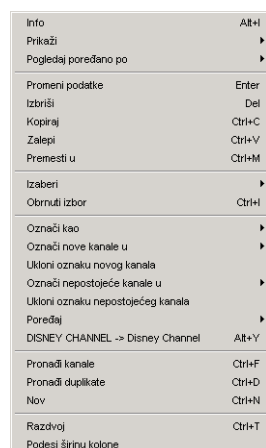 Info Alt+I
Prikaži
Pogledaj poređano po
Promeni podatke Enter
Izbriši Del
Kopiraj Ctrl+C
Zalepi Ctrl+V
Premesti u Ctrl+M
Izaberi
Obrnuti izbor Ctrl+I
Označi kao
Označi nove kanale u
Ukloni oznaku novog kanala
Označi nepostojeće kanale u
Ukloni oznaku nepostojećeg kanala
Poređaj
DISNEY CHANNEL -> Disney Channel Alt+Y
Pronađi kanale Ctrl+F
Pronađi duplikate Ctrl+D
Nov Ctrl+N
Razdvoj Ctrl+T
Podesi širinu kolone